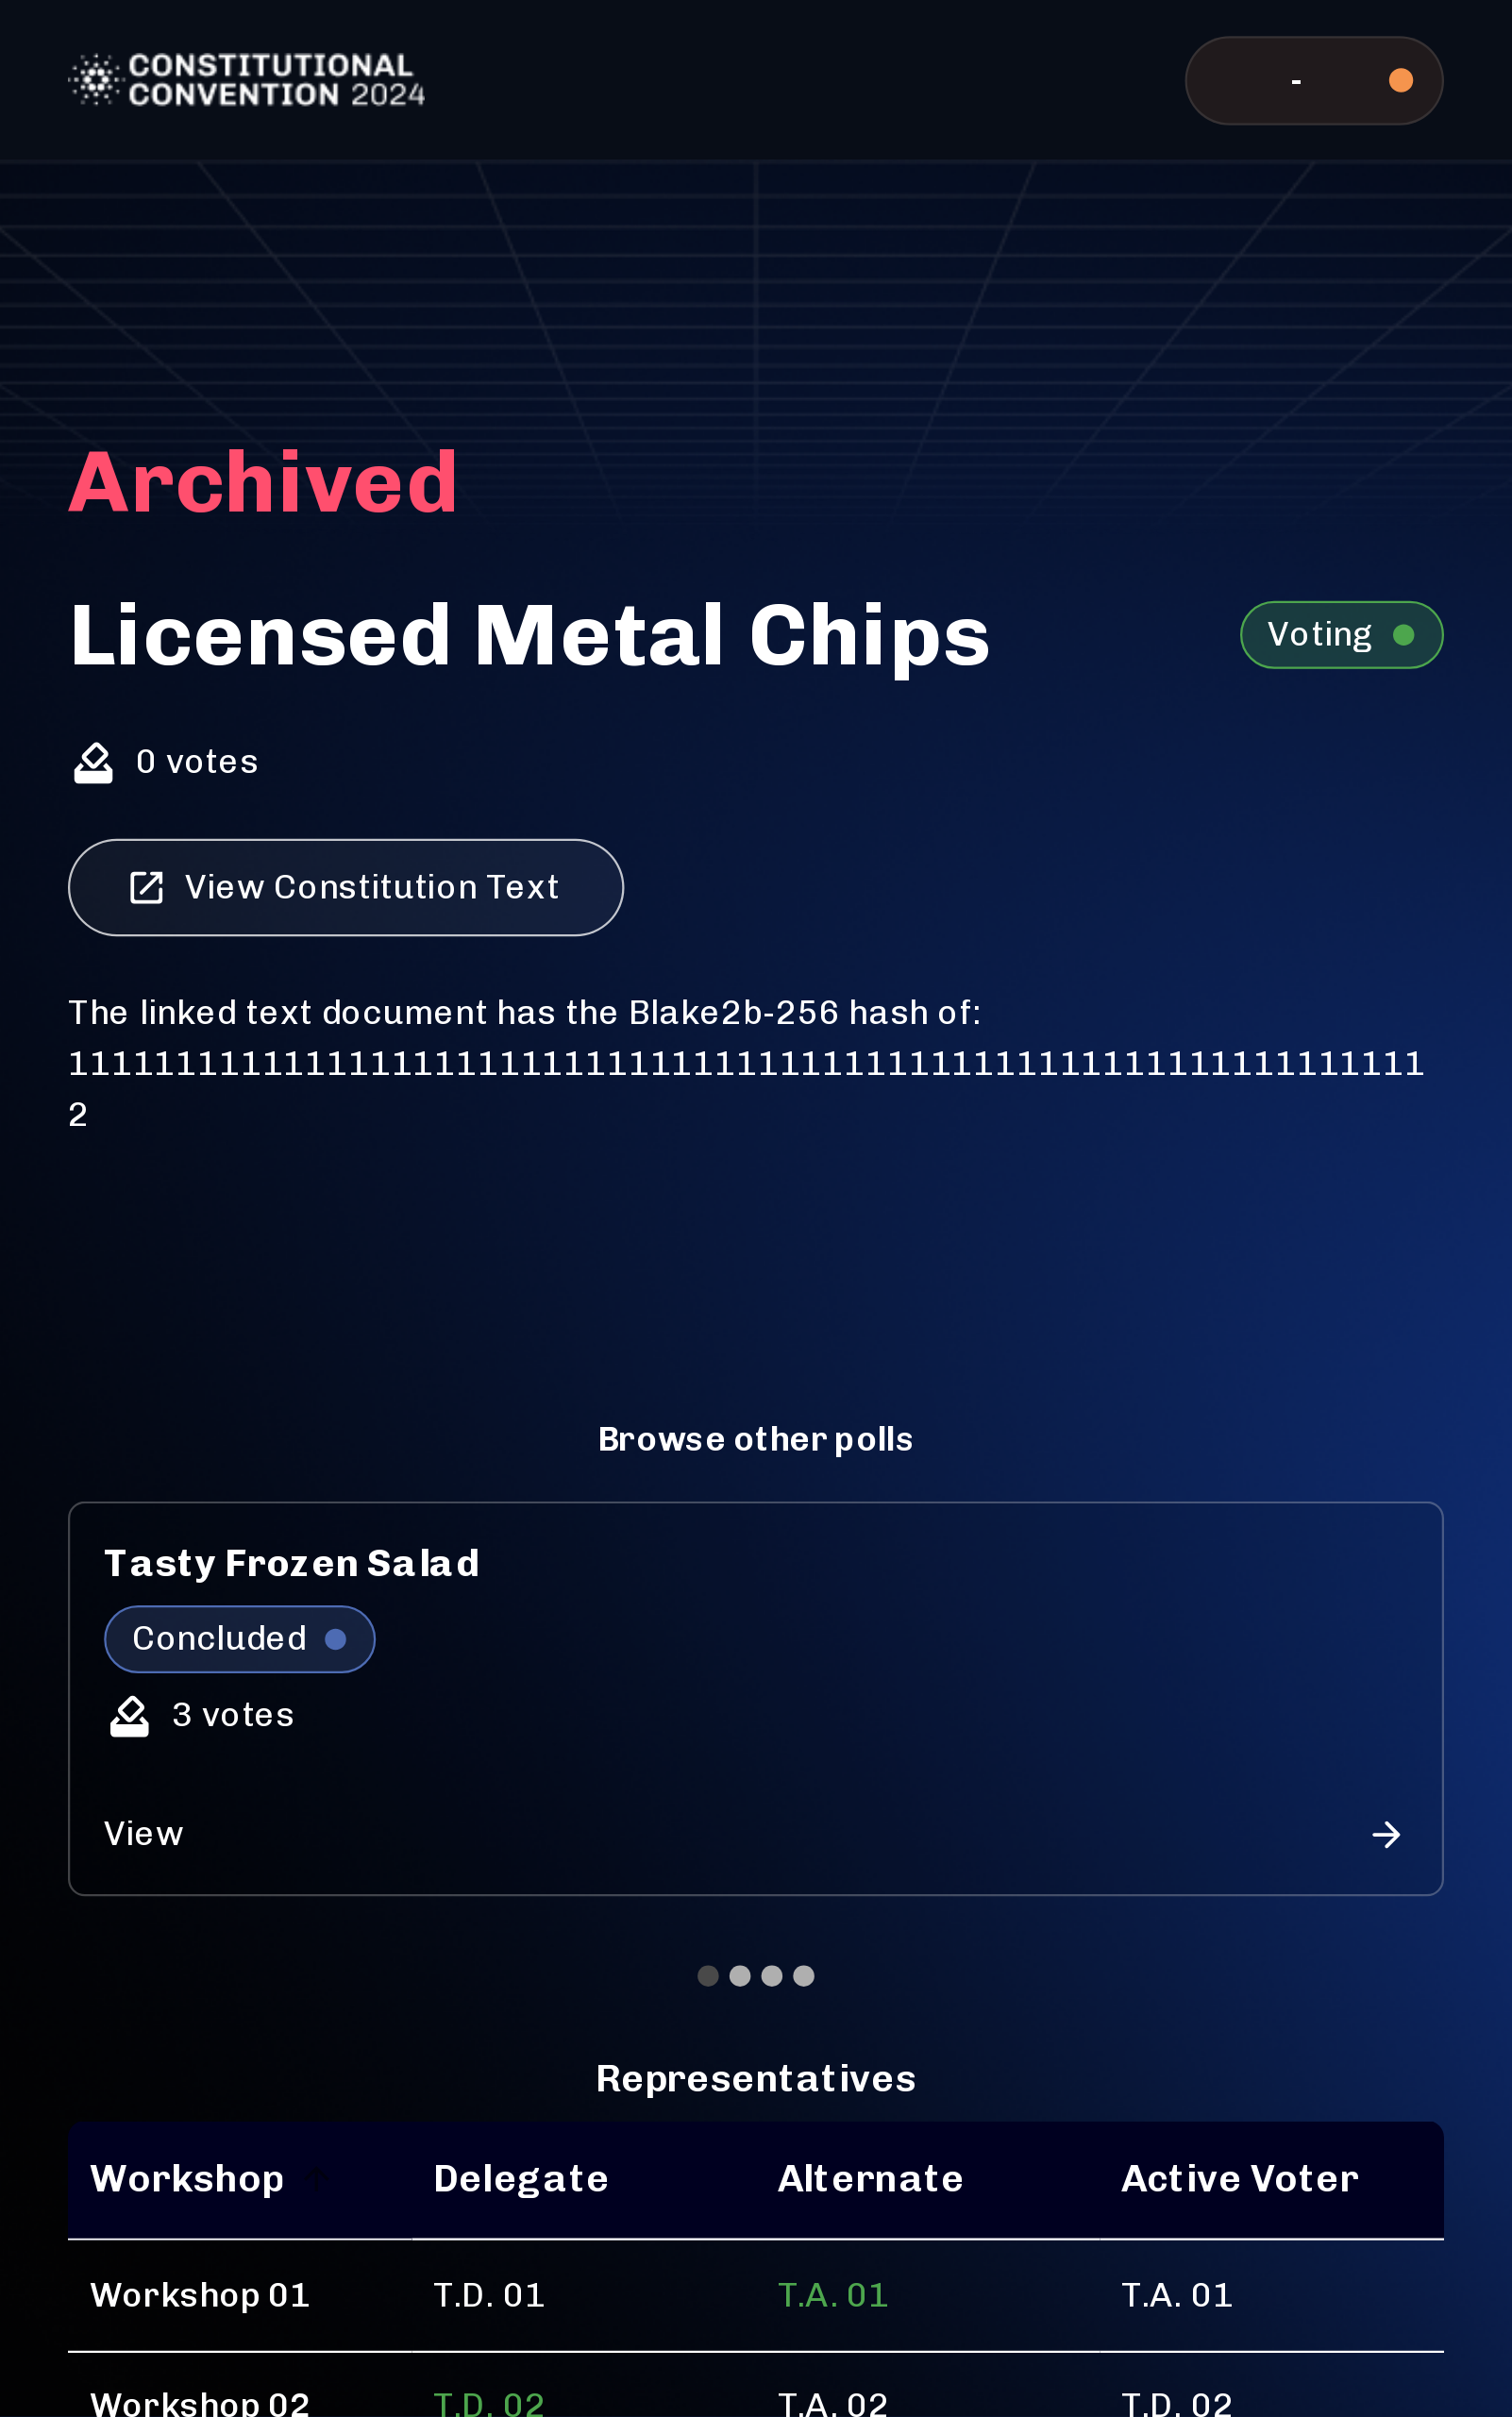 CONSTITUTIONAL
CONVENTION 2024
-
Archived
Licensed Metal Chips
Voting
0 votes
View Constitution Text
The linked text document has the Blake2b-256 hash of:
111111111111111111111111111111111111111111111111111111111111111
2
Browse other polls
Tasty Frozen Salad
Concluded
3 votes
View
Representatives
Workshop Delegate Alternate Active Voter
Workshop 01 T.D. 01 T.A. 01 T.A. 01
Workshop 02 T.D. 02 T.A. 02 T.D. 02